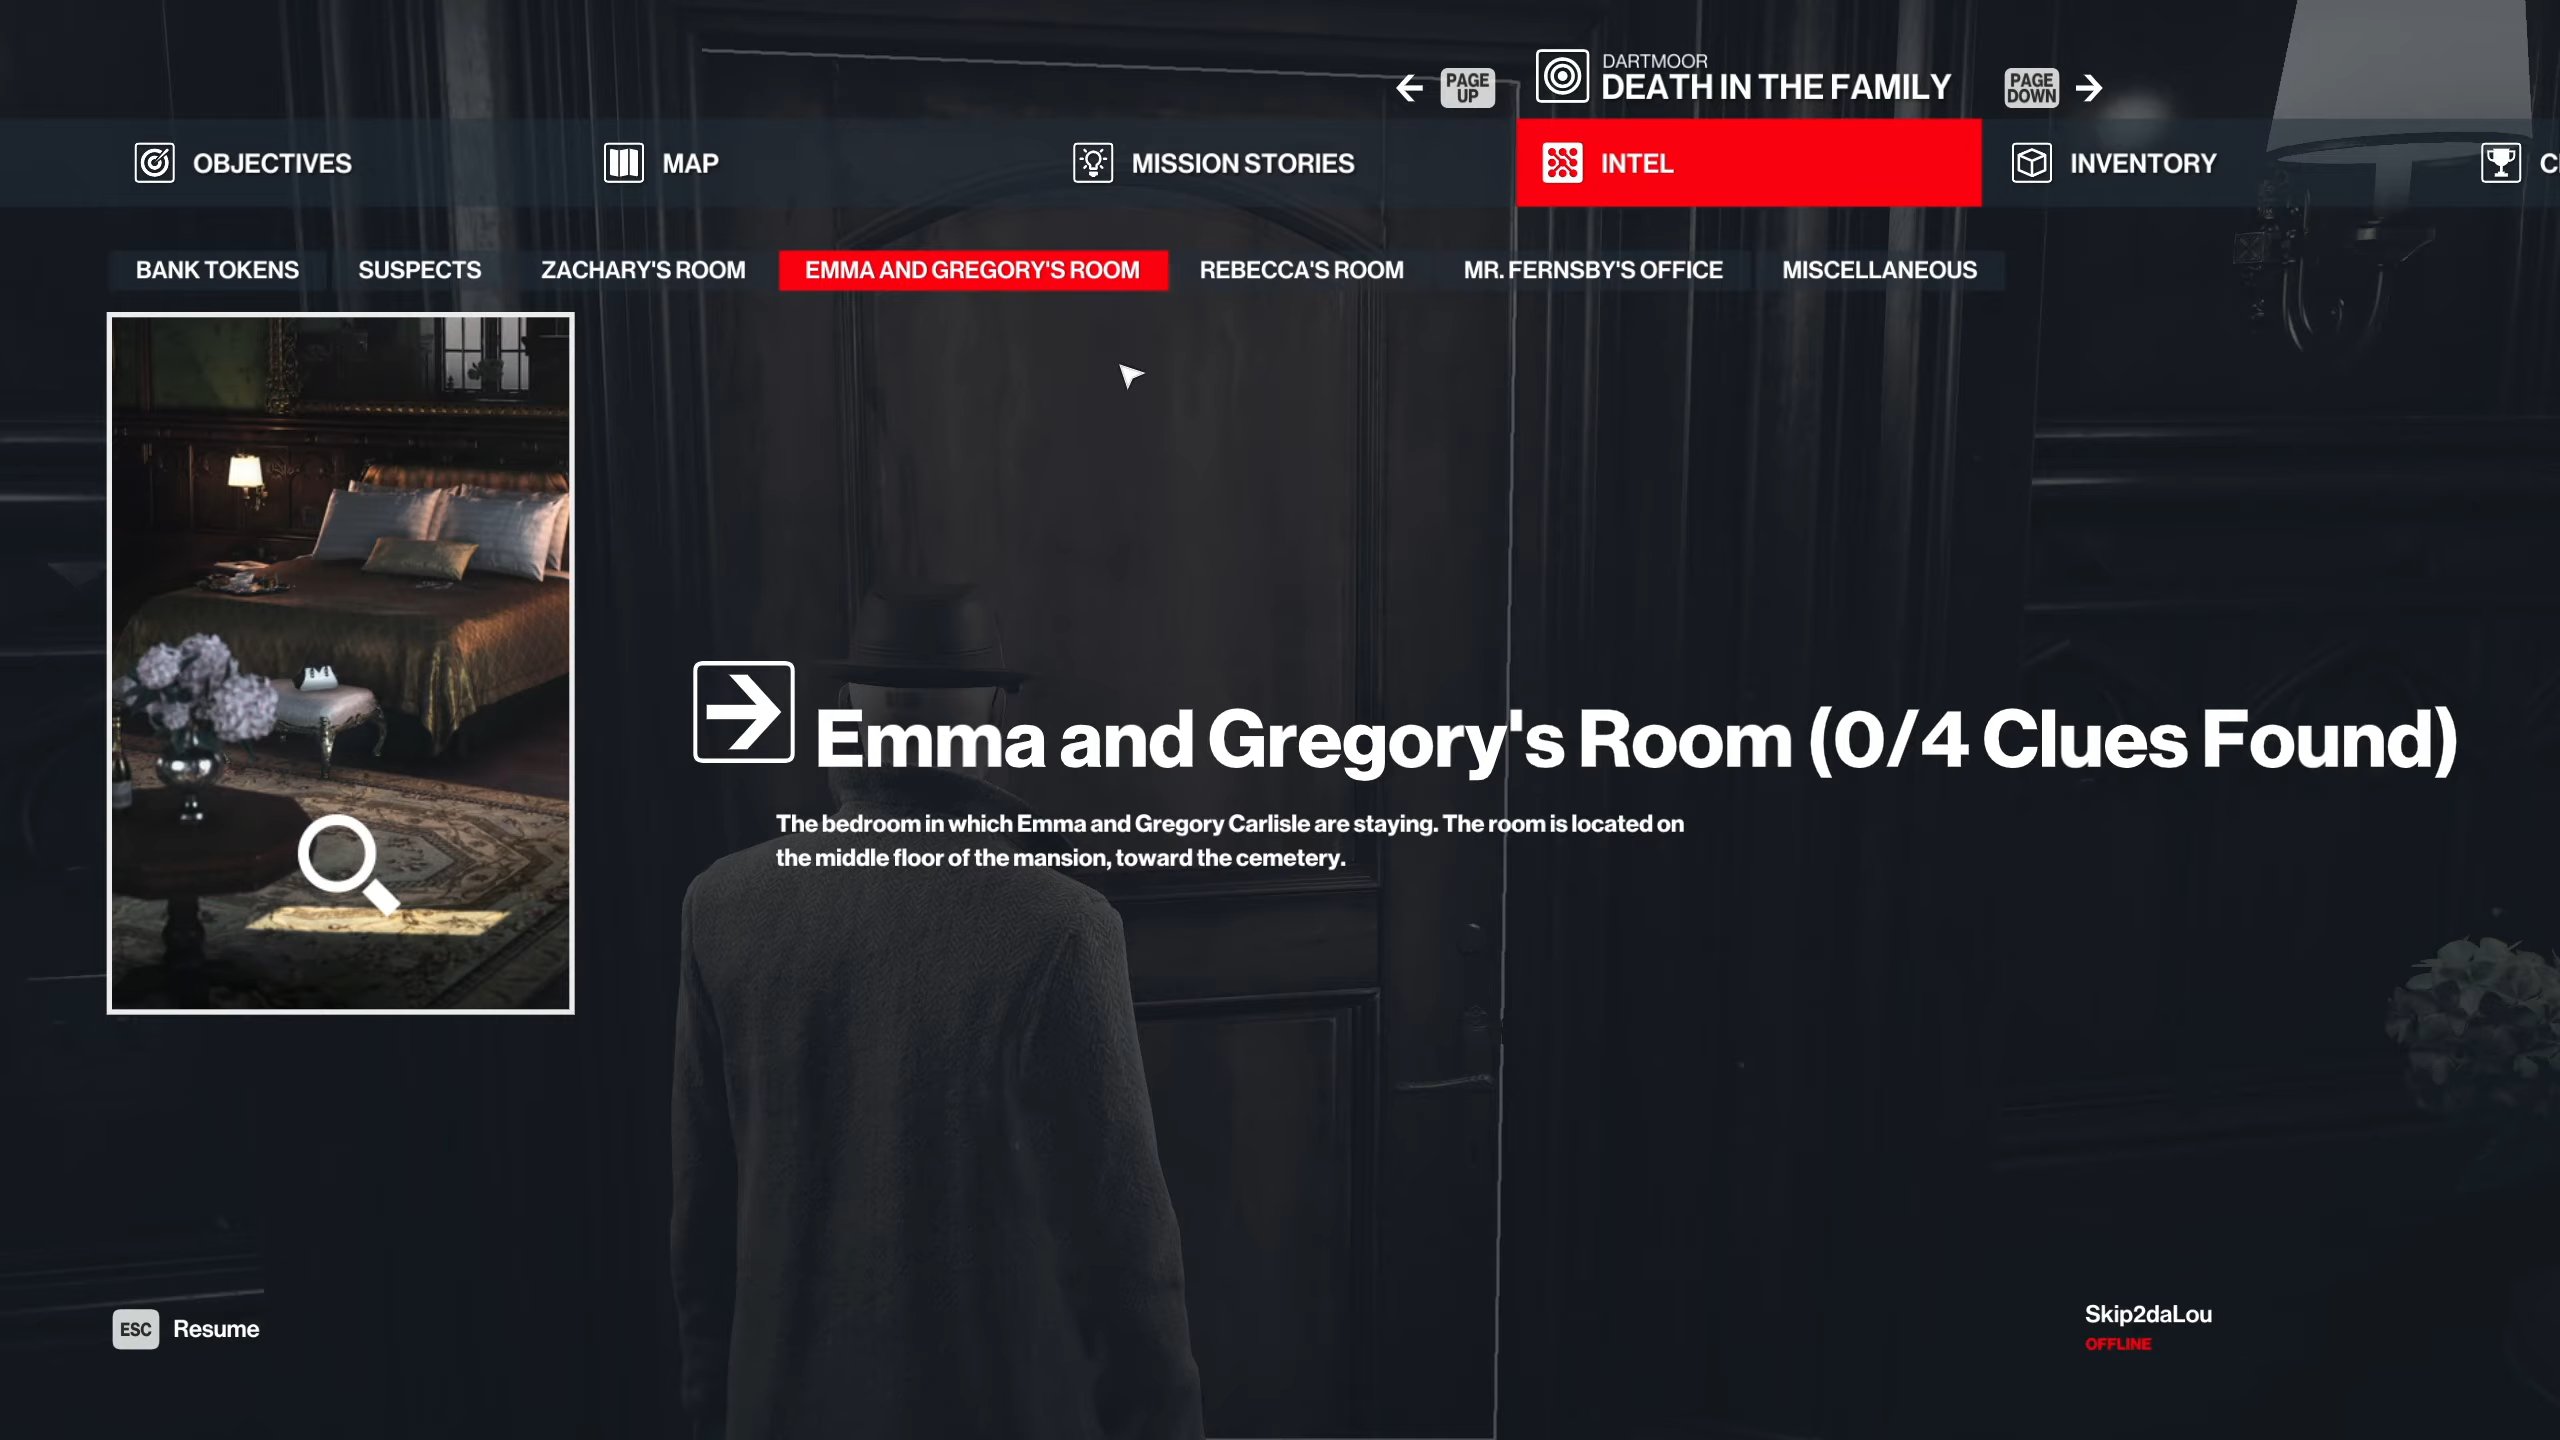 DARTMOOR
PAGE UP
DEATH IN THE FAMILY
PAGE DOWN
OBJECTIVES
MAP
MISSION STORIES
INTEL
INVENTORY
BANK TOKENS
SUSPECTS
ZACHARY'S ROOM
EMMA AND GREGORY'S ROOM
REBECCA'S ROOM
MR. FERNSBY'S OFFICE
MISCELLANEOUS
Emma and Gregory's Room (0/4 Clues Found)
The bedroom in which Emma and Gregory Carlisle are staying. The room is located on
the middle floor of the mansion, toward the cemetery.
ESC Resume
Skip2daLou
OFFLINE